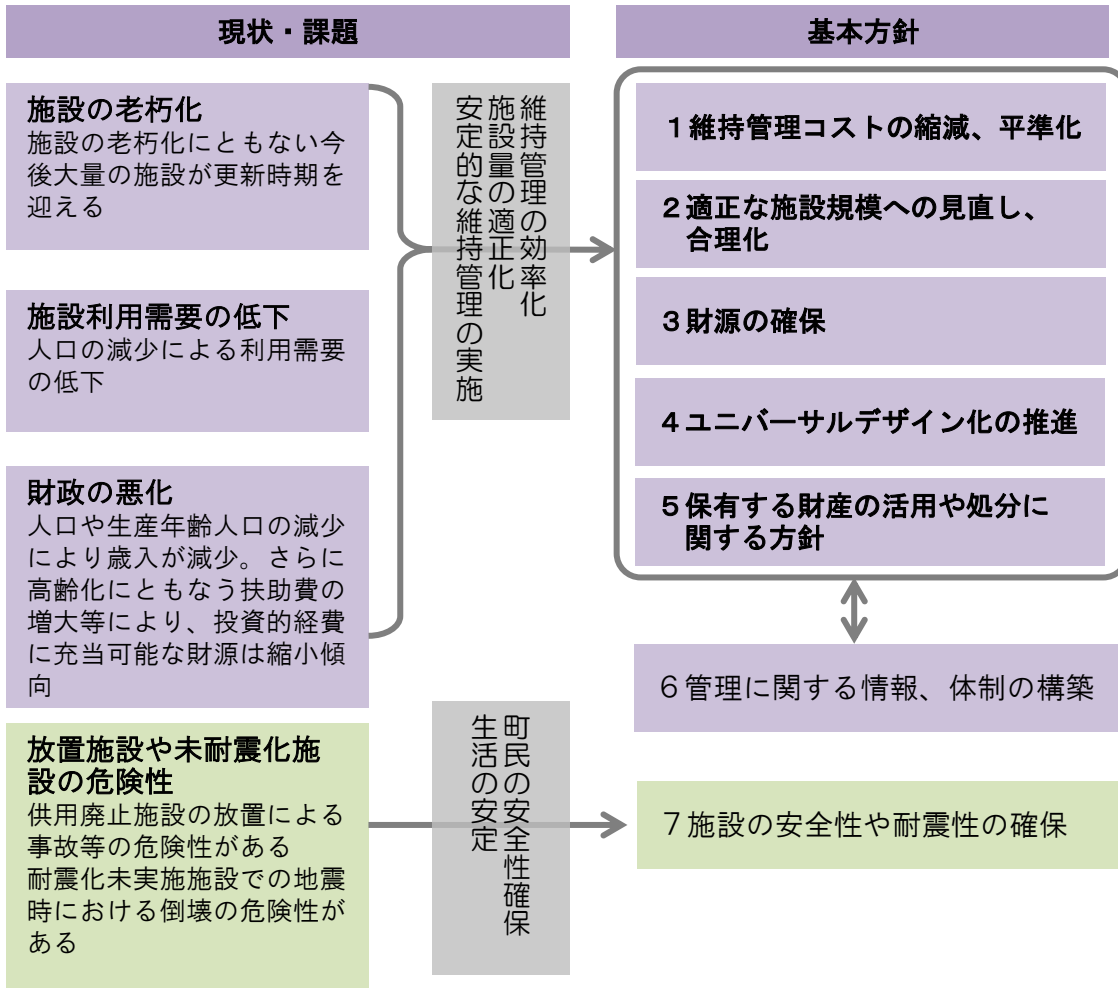 現状・課題
施設の老朽化
施設の老朽化にともない今
後大量の施設が更新時期を
迎える
施設利用需要の低下
人口の減少による利用需要
の低下
財政の悪化
人口や生産年齢人口の減少
により歳入が減少。さらに
高齢化にともなう扶助費の
増大等により、投資的経費
に充当可能な財源は縮小傾
向
放置施設や未耐震化施
設の危険性
供用廃止施設の放置による
事故等の危険性がある
耐震化未実施施設での地震
時における倒壊の危険性が
ある
維持管理の効率化
施設量の適正化
安定的な維持管理の実施
町民の安全性確保
生活の安定
基本方針
1維持管理コストの縮減、平準化
2適正な施設規模への見直し、
合理化
3財源の確保
4ユニバーサルデザイン化の推進
5保有する財産の活用や処分に
関する方針
6管理に関する情報、体制の構築
7施設の安全性や耐震性の確保